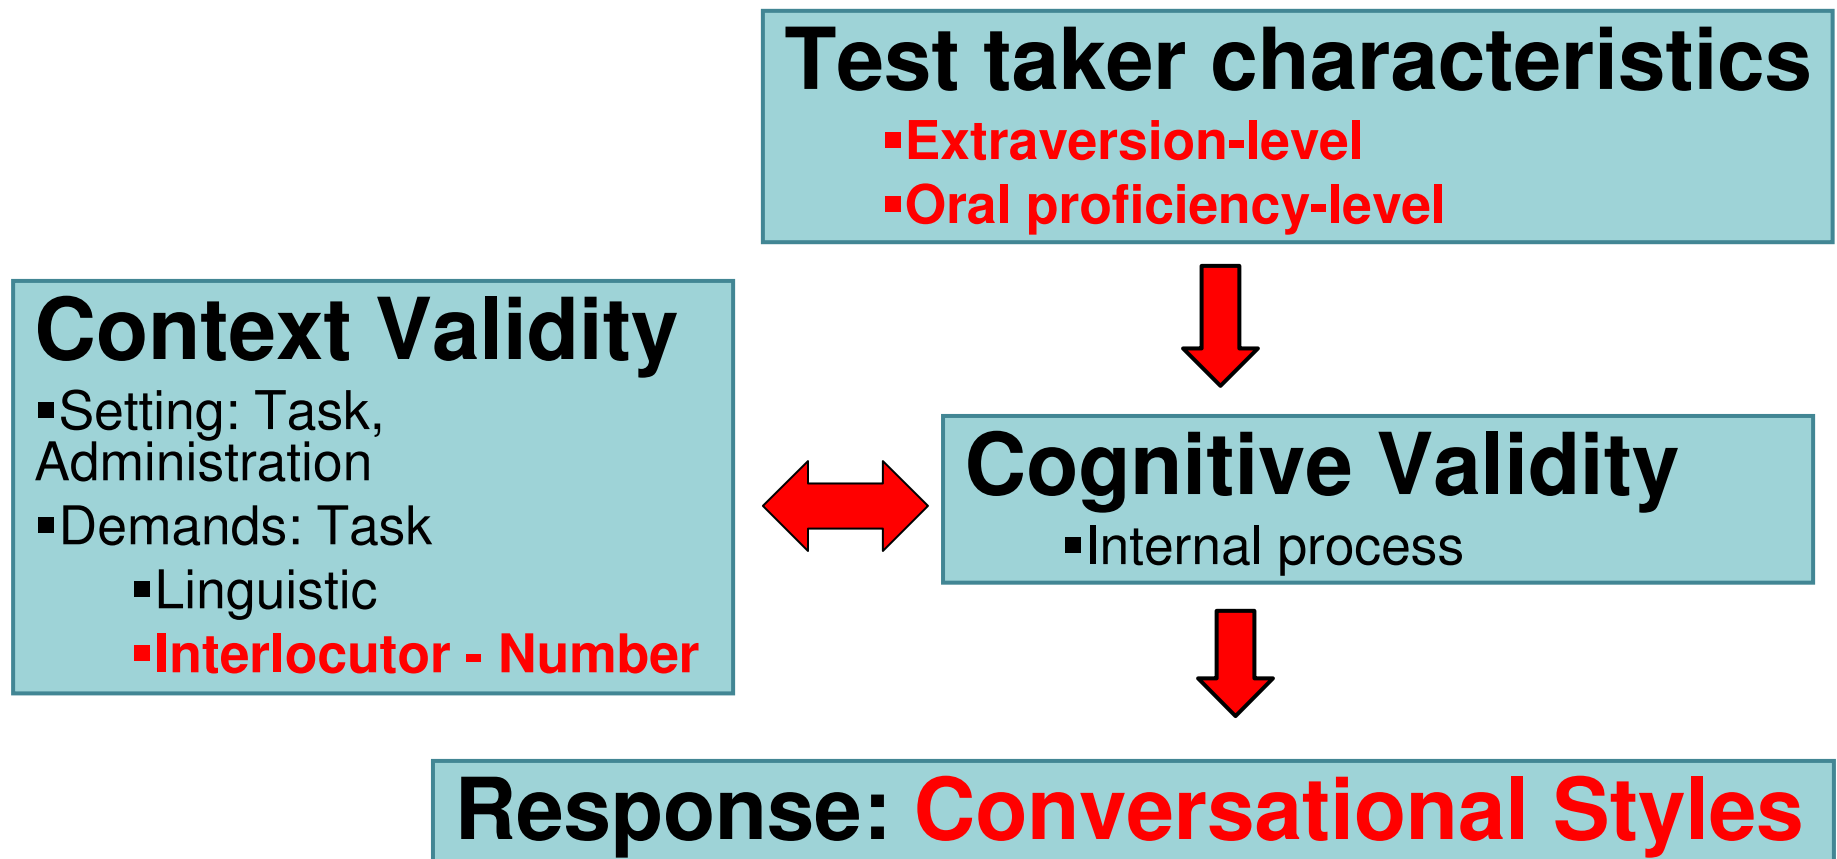 Test taker characteristics
▪Extraversion-level
▪Oral proficiency-level
Context Validity
▪Setting: Task,
Administration
▪Demands: Task
▪Linguistic
▪Interlocutor - Number
Cognitive Validity
▪Internal process
Response: Conversational Styles